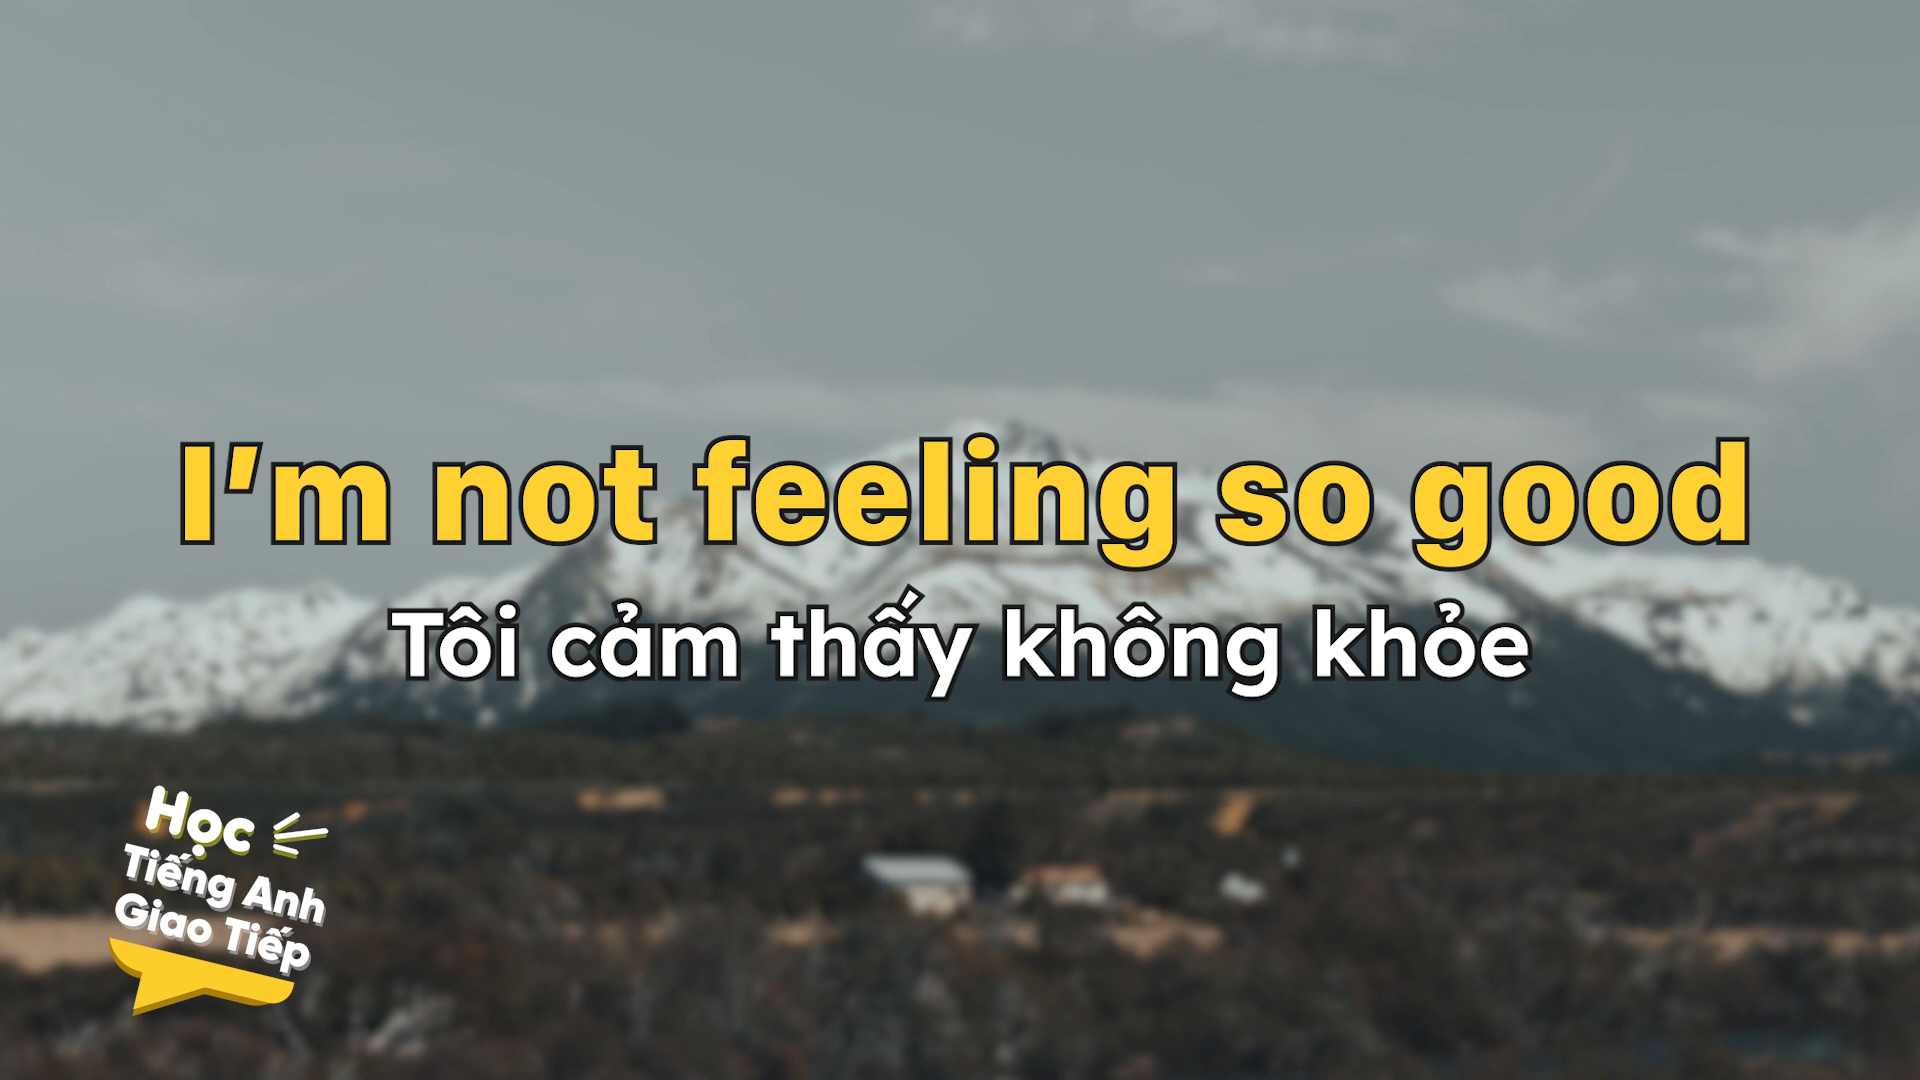 I'm not feeling so good
Tôi cảm thấy không khỏe
Học
Tiếng Anh
Giao Tiếp